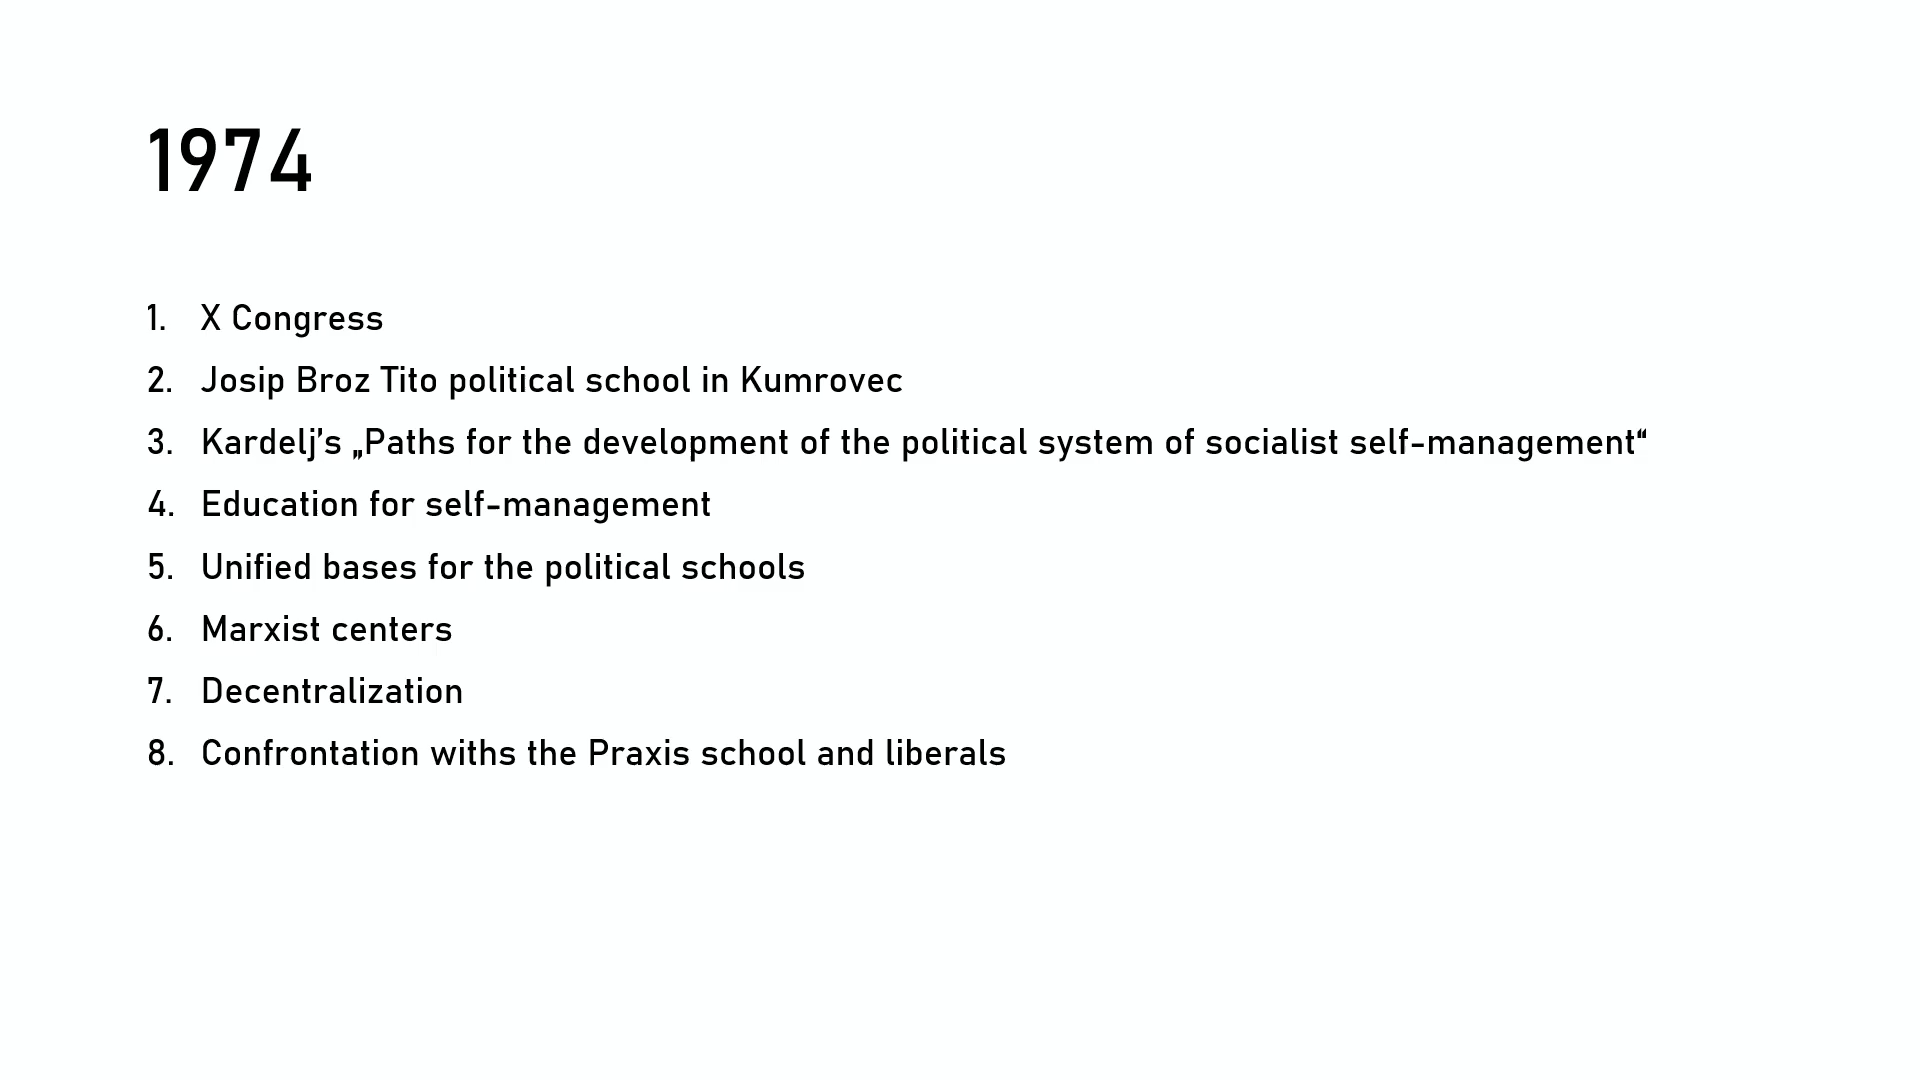 1974
1. X Congress
2. Josip Broz Tito political school in Kumrovec
3. Kardelj’s „Paths for the development of the political system of socialist self-management“
4. Education for self-management
5. Unified bases for the political schools
6. Marxist centers
7. Decentralization
8. Confrontation withs the Praxis school and liberals